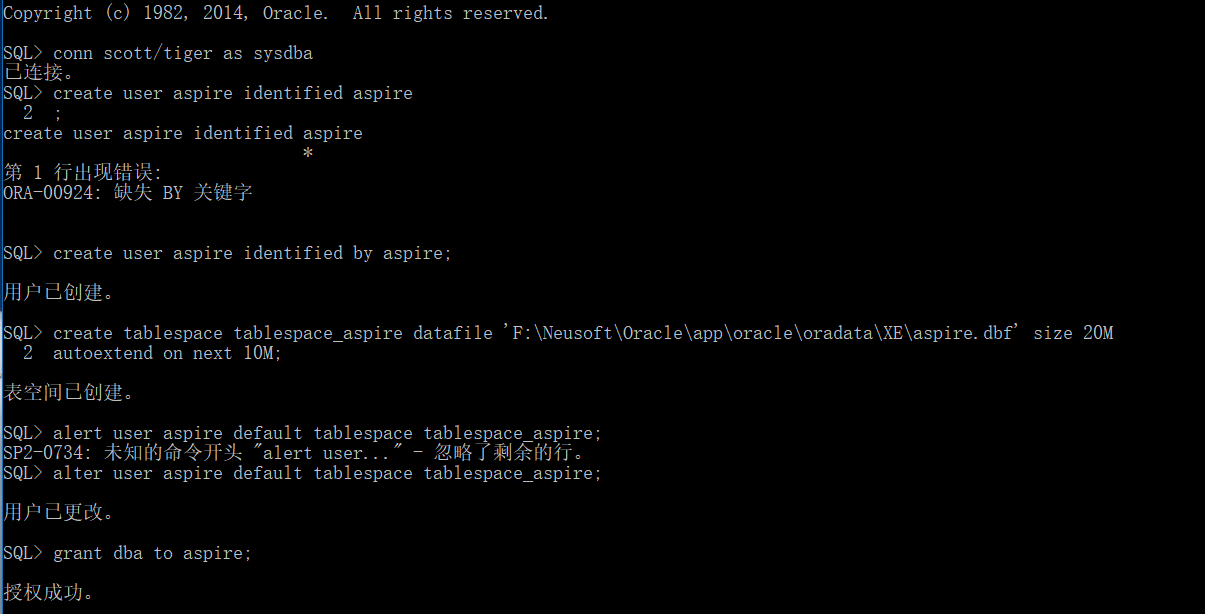 Copyright (c) 1982, 2014, Oracle.  All rights reserved.
SQL> conn scott/tiger as sysdba
已连接。
SQL> create user aspire identified aspire
  2  ;
create user aspire identified aspire
                              *
第 1 行出现错误:
ORA-00924: 缺失 BY 关键字
SQL> create user aspire identified by aspire;
用户已创建。
SQL> create tablespace tablespace_aspire datafile 'F:\Neusoft\Oracle\app\oracle\oradata\XE\aspire.dbf' size 20M
  2  autoextend on next 10M;
表空间已创建。
SQL> alert user aspire default tablespace tablespace_aspire;
SP2-0734: 未知的命令开头 "alert user..." - 忽略了剩余的行。
SQL> alter user aspire default tablespace tablespace_aspire;
用户已更改。
SQL> grant dba to aspire;
授权成功。